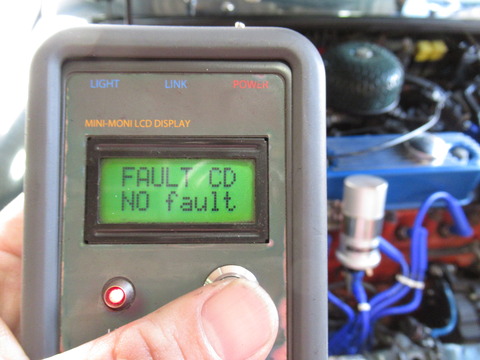 LIGHT LINK POWER
MINI-MONI LCD DISPLAY
FAULT CD
NO fault